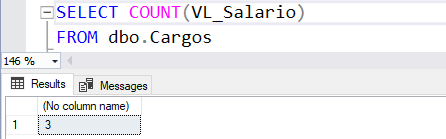 SELECT COUNT(VL_Salario)
FROM dbo.Cargos
146 %
Results Messages
(No column name)
1 3